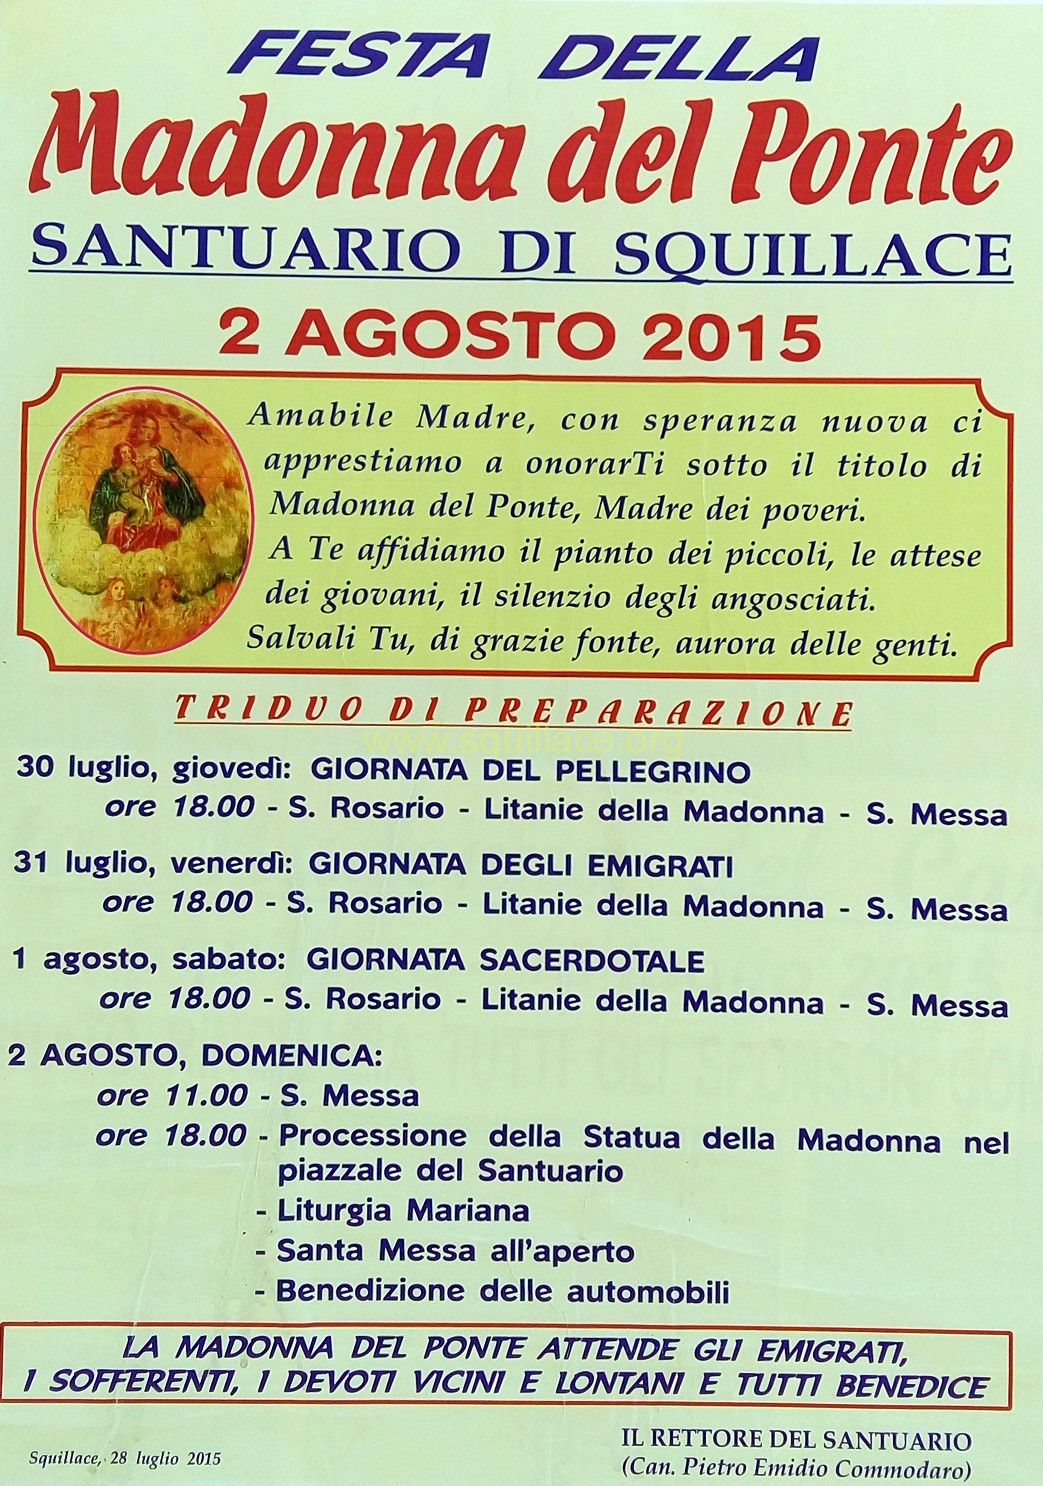 FESTA DELLA
Madonna del Ponte
SANTUARIO DI SQUILLACE
2 AGOSTO 2015
Amabile Madre, con speranza nuova ci
apprestiamo a onorarTi sotto il titolo di
Madonna del Ponte, Madre dei poveri.
A Te affidiamo il pianto dei piccoli, le attese
dei giovani, il silenzio degli angosciati.
Salvali Tu, di grazie fonte, aurora delle genti.
TRIDUO DI PREPARAZIONE
www.squillace.org
30 luglio, giovedì: GIORNATA DEL PELLEGRINO
ore 18.00 - S. Rosario - Litanie della Madonna - S. Messa
31 luglio, venerdì: GIORNATA DEGLI EMIGRATI
ore 18.00 - S. Rosario - Litanie della Madonna - S. Messa
1 agosto, sabato: GIORNATA SACERDOTALE
ore 18.00 - S. Rosario - Litanie della Madonna - S. Messa
2 AGOSTO, DOMENICA:
ore 11.00 - S. Messa
ore 18.00 - Processione della Statua della Madonna nel
piazzale del Santuario
- Liturgia Mariana
- Santa Messa all'aperto
- Benedizione delle automobili
LA MADONNA DEL PONTE ATTENDE GLI EMIGRATI,
I SOFFERENTI, I DEVOTI VICINI E LONTANI E TUTTI BENEDICE
IL RETTORE DEL SANTUARIO
Squillace, 28 luglio 2015
(Can. Pietro Emidio Commodaro)